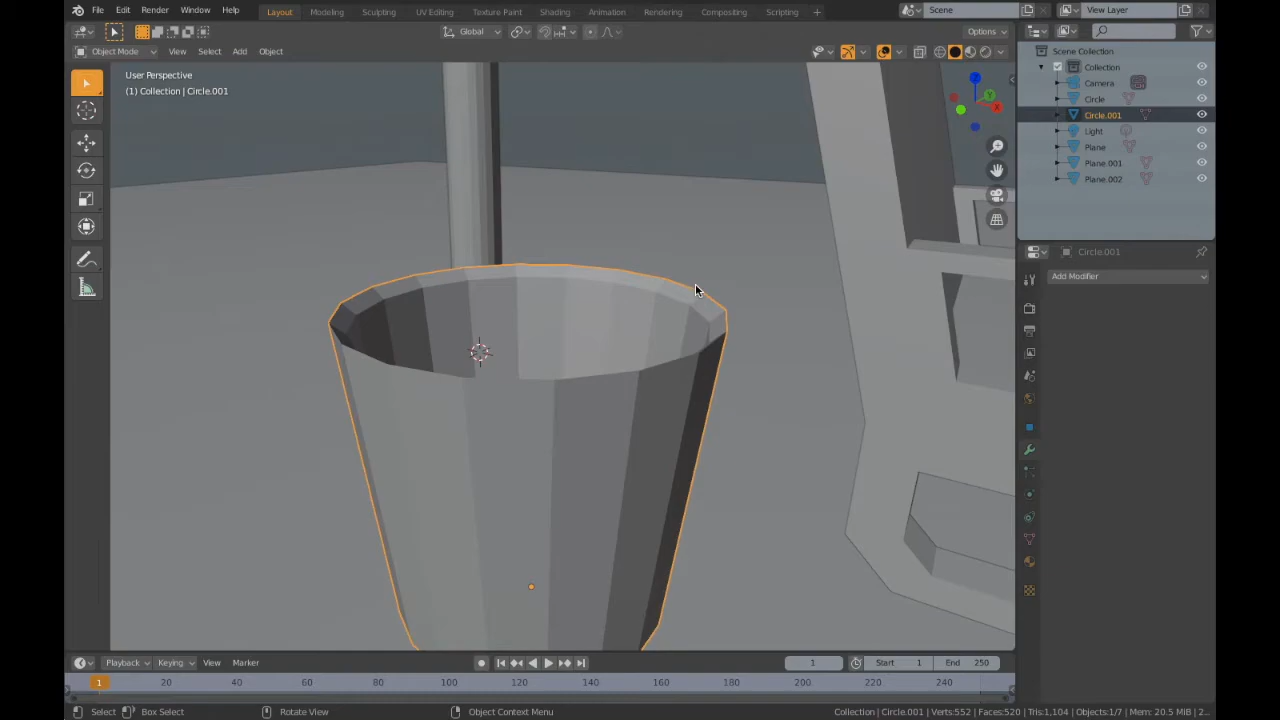 File Edit Render Window Help Layout Modeling Sculpting UV Editing Texture Paint Shading Animation Rendering Compositing Scripting + Scene View Layer
Global Options
Object Mode View Select Add Object
User Perspective
(1) Collection | Circle.001
Scene Collection
Collection
Camera
Circle
Circle.001
Light
Plane
Plane.001
Plane.002
Circle.001
Add Modifier
Z
Y
X
Playback Keying View Marker 1 Start 1 End 250
1 20 40 60 80 100 120 140 160 180 200 220 240
Select Box Select Rotate View Object Context Menu Collection | Circle.001 | Verts:552 | Faces:520 | Tris:1,104 | Objects:1/7 | Mem: 20.5 MiB | 2...